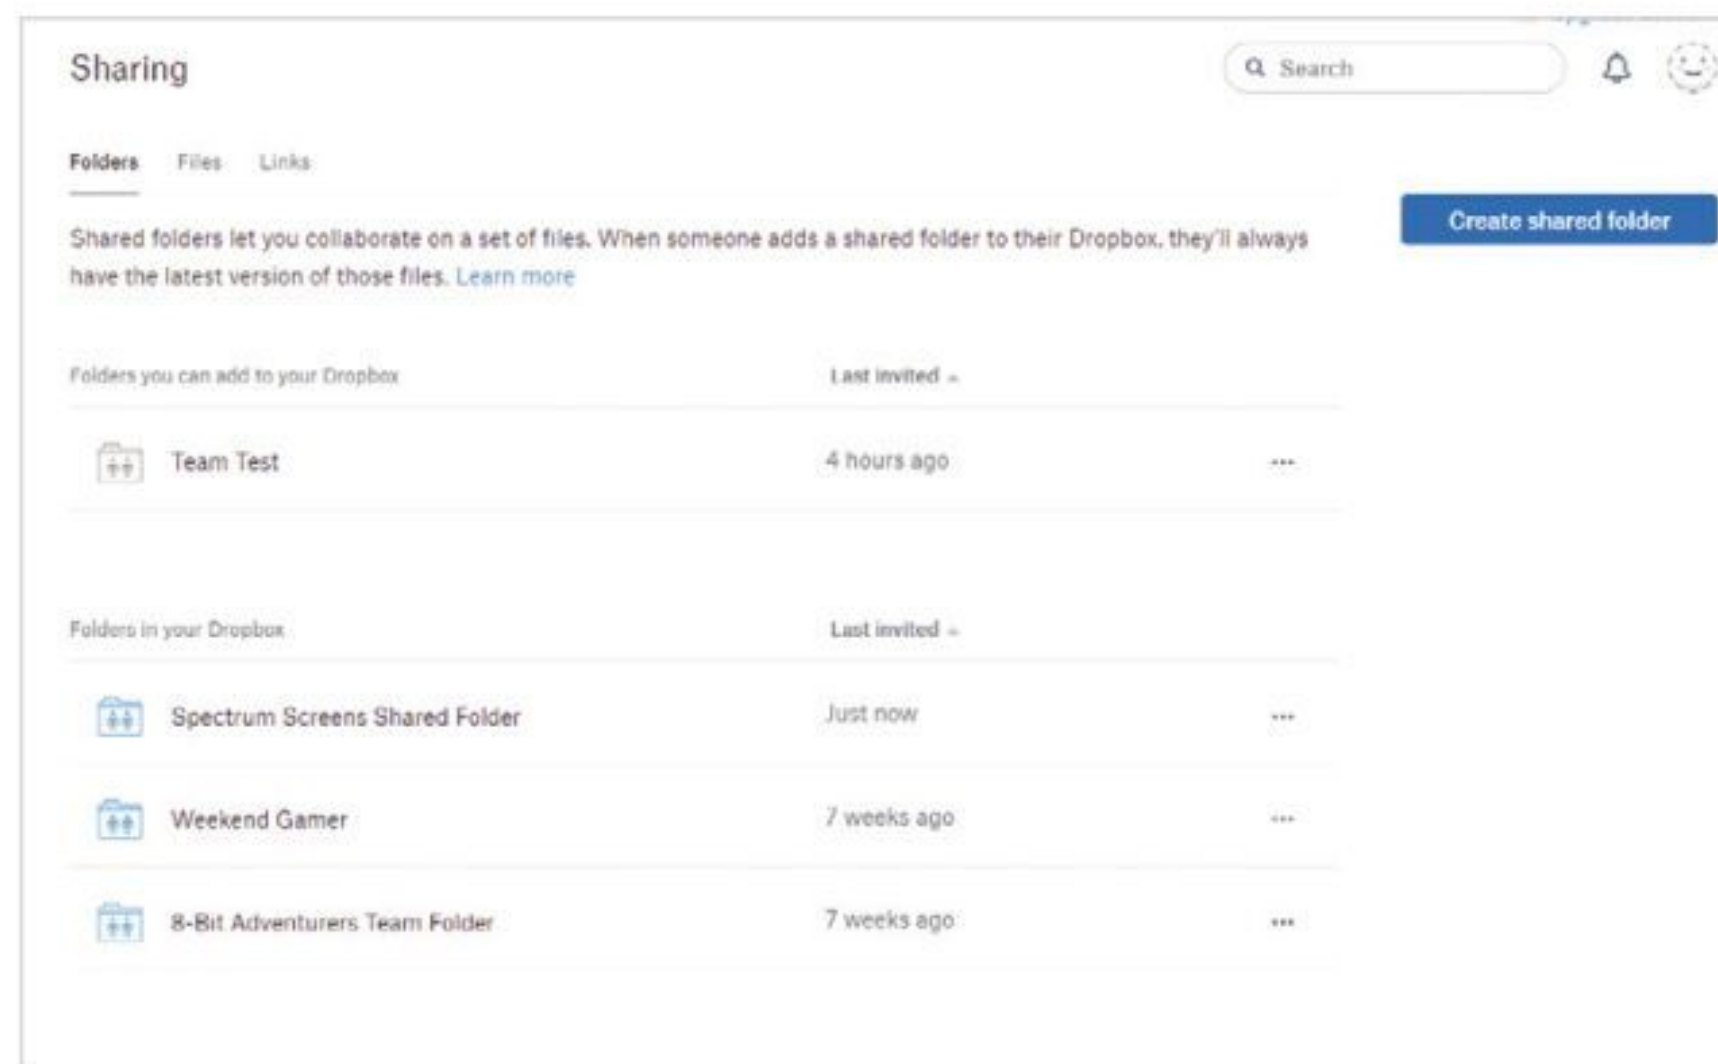 Sharing
Search
Folders Files Links
Create shared folder
Shared folders let you collaborate on a set of files. When someone adds a shared folder to their Dropbox, they'll always
have the latest version of those files. Learn more
Folders you can add to your Dropbox Last invited
Team Test 4 hours ago ...
Folders in your Dropbox Last invited
Spectrum Screens Shared Folder Just now ...
Weekend Gamer 7 weeks ago ...
8-Bit Adventurers Team Folder 7 weeks ago ...